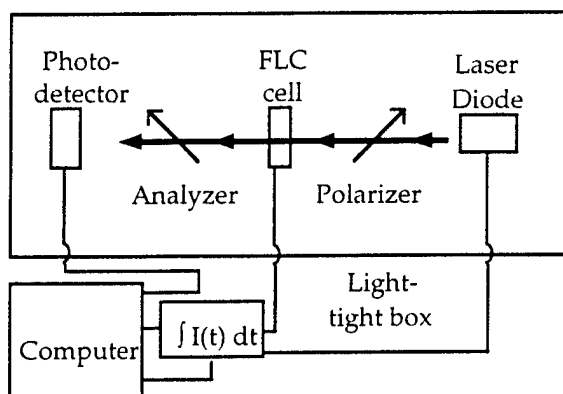 Photo-
detector
FLC
cell
Laser
Diode
Analyzer
Polarizer
Light-
tight box
Computer
∫ I(t) dt